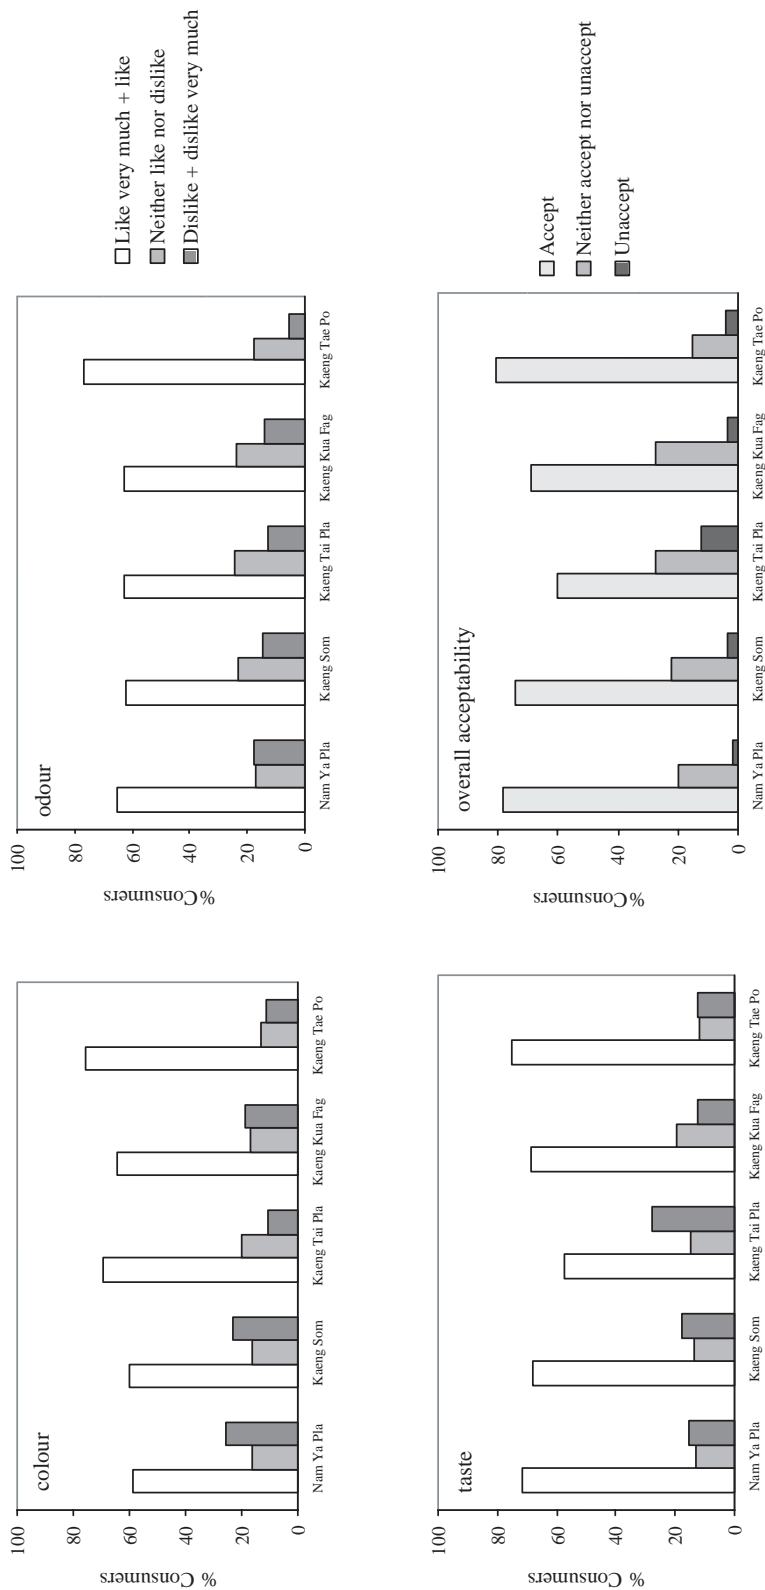 colour
% Consumers
100
80
60
40
20
0
Nam Ya Pla
Kaeng Som
Kaeng Tai Pla
Kaeng Kua Fag
Kaeng Tae Po
odour
%Consumers
100
80
60
40
20
0
Nam Ya Pla
Kaeng Som
Kaeng Tai Pla
Kaeng Kua Fag
Kaeng Tae Po
Like very much + like
Neither like nor dislike
Dislike + dislike very much
taste
% Consumers
100
80
60
40
20
0
Nam Ya Pla
Kaeng Som
Kaeng Tai Pla
Kaeng Kua Fag
Kaeng Tae Po
overall acceptability
%Consumers
100
80
60
40
20
0
Nam Ya Pla
Kaeng Som
Kaeng Tai Pla
Kaeng Kua Fag
Kaeng Tae Po
Accept
Neither accept nor unaccept
Unaccept